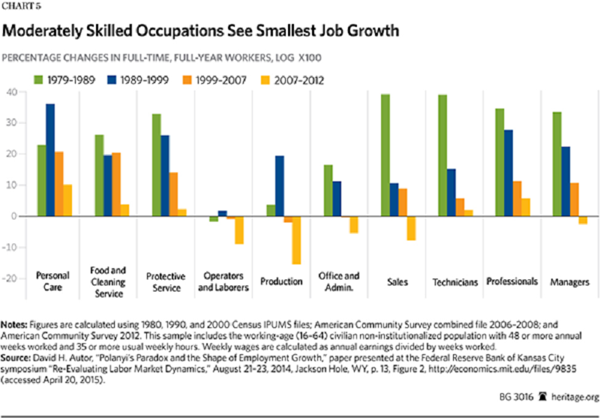 CHART 5
Moderately Skilled Occupations See Smallest Job Growth
PERCENTAGE CHANGES IN FULL-TIME, FULL-YEAR WORKERS, LOG X100
1979–1989 1989–1999 1999–2007 2007–2012
40
30
20
10
0
-10
-20
Personal Care
Food and Cleaning Service
Protective Service
Operators and Laborers
Production
Office and Admin.
Sales
Technicians
Professionals
Managers
Notes: Figures are calculated using 1980, 1990, and 2000 Census IPUMS files; American Community Survey combined file 2006–2008; and
American Community Survey 2012. This sample includes the working-age (16–64) civilian non-institutionalized population with 48 or more annual
weeks worked and 35 or more usual weekly hours. Weekly wages are calculated as annual earnings divided by weeks worked.
Source: David H. Autor, "Polanyi's Paradox and the Shape of Employment Growth," paper presented at the Federal Reserve Bank of Kansas City
symposium "Re-Evaluating Labor Market Dynamics," August 21–23, 2014, Jackson Hole, WY, p. 13, Figure 2, http://economics.mit.edu/files/9835
(accessed April 20, 2015).
BG 3016 heritage.org